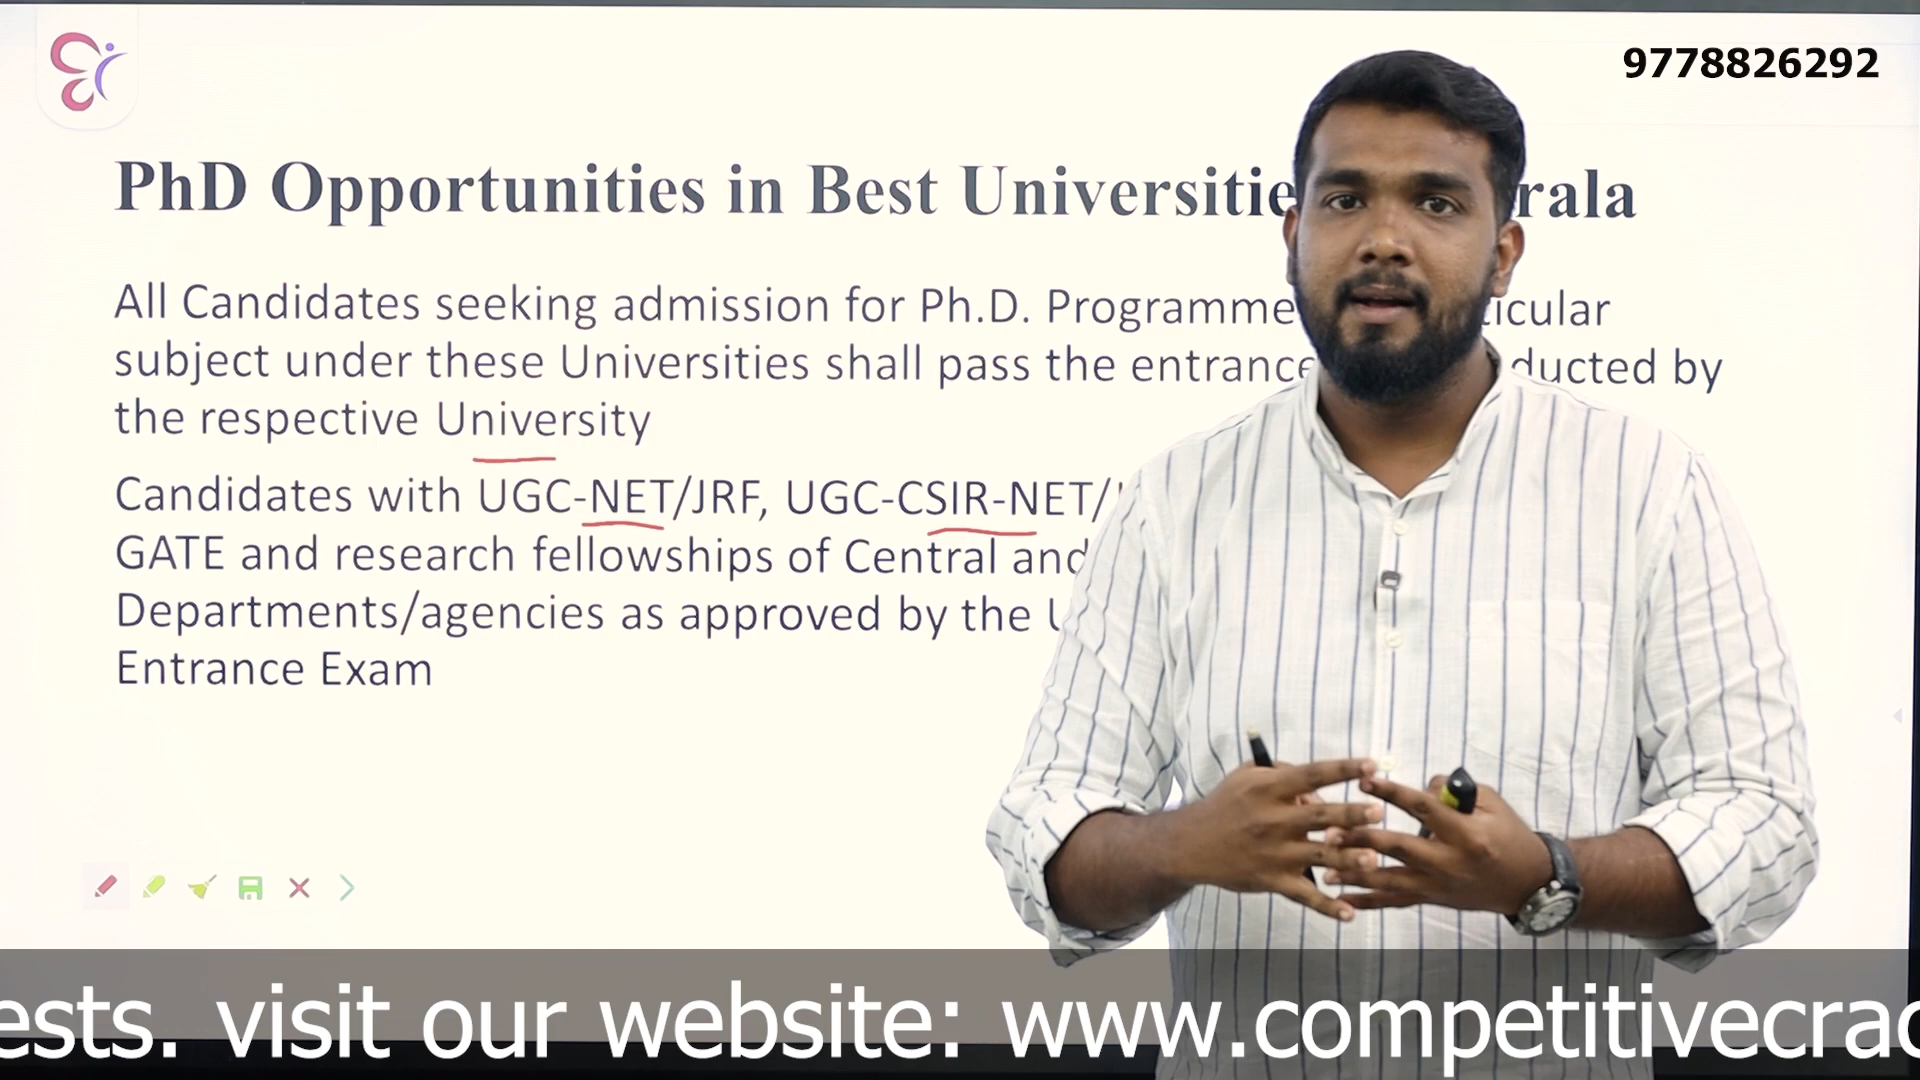 9778826292
PhD Opportunities in Best Universitie rala
All Candidates seeking admission for Ph.D. Programme ticular
subject under these Universities shall pass the entrance ducted by
the respective University
Candidates with UGC-NET/JRF, UGC-CSIR-NET/
GATE and research fellowships of Central and
Departments/agencies as approved by the U
Entrance Exam
ests. visit our website: www.competitivecrac